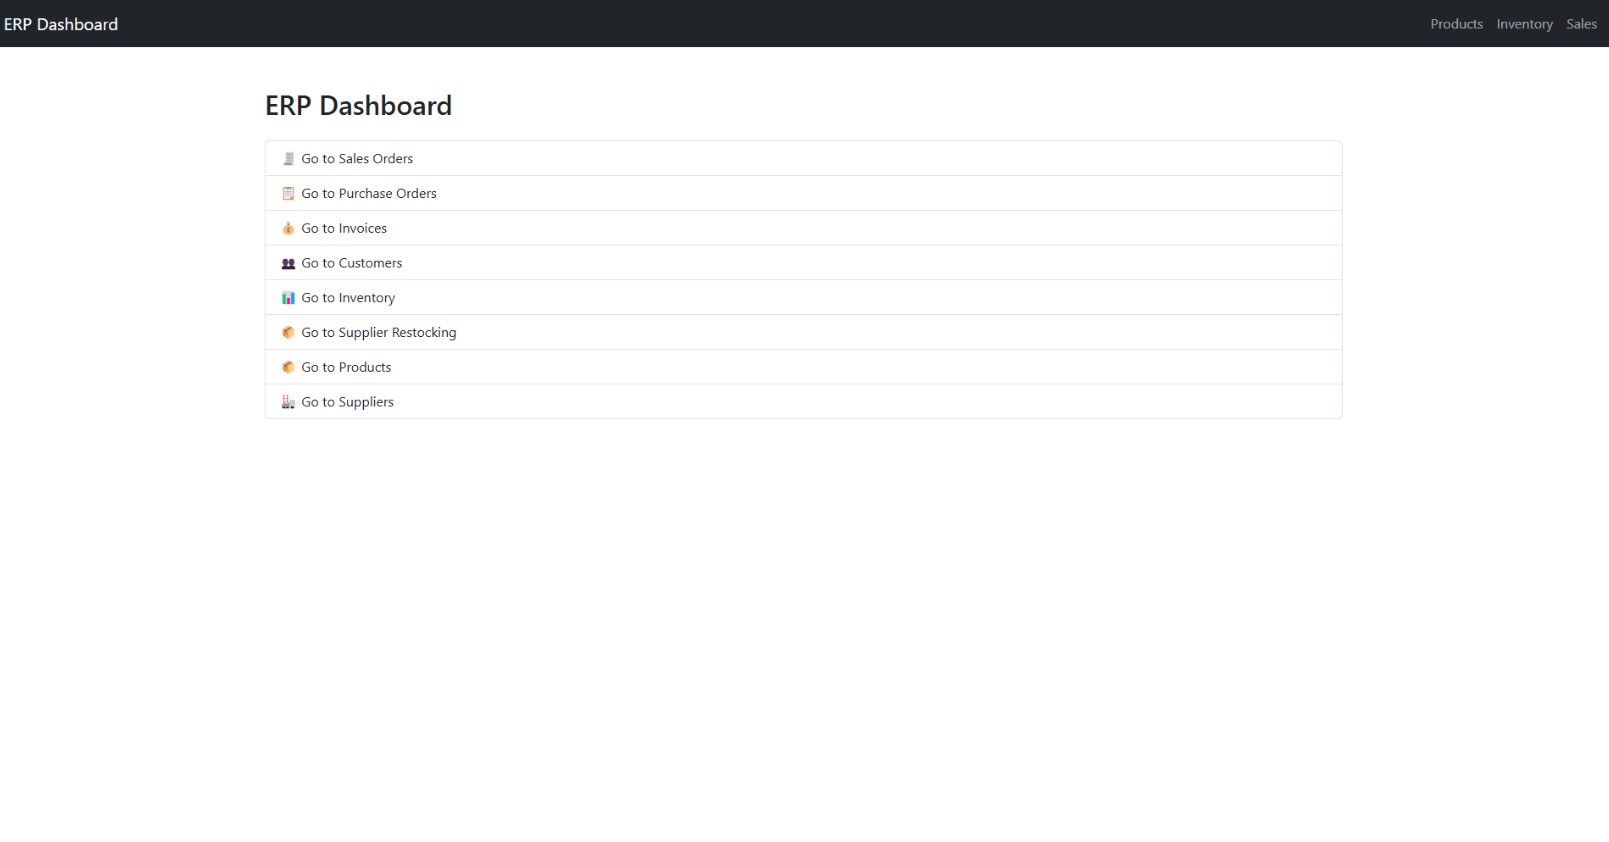 ERP Dashboard
Products Inventory Sales
ERP Dashboard
Go to Sales Orders
Go to Purchase Orders
Go to Invoices
Go to Customers
Go to Inventory
Go to Supplier Restocking
Go to Products
Go to Suppliers